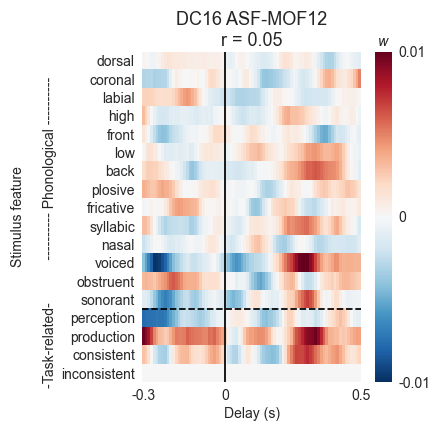 DC16 ASF-MOF12
r = 0.05
w
Stimulus feature
-Task-related- ---------- Phonological ----------
dorsal
coronal
labial
high
front
low
back
plosive
fricative
syllabic
nasal
voiced
obstruent
sonorant
perception
production
consistent
inconsistent
0.01
0
-0.01
-0.3
0
0.5
Delay (s)